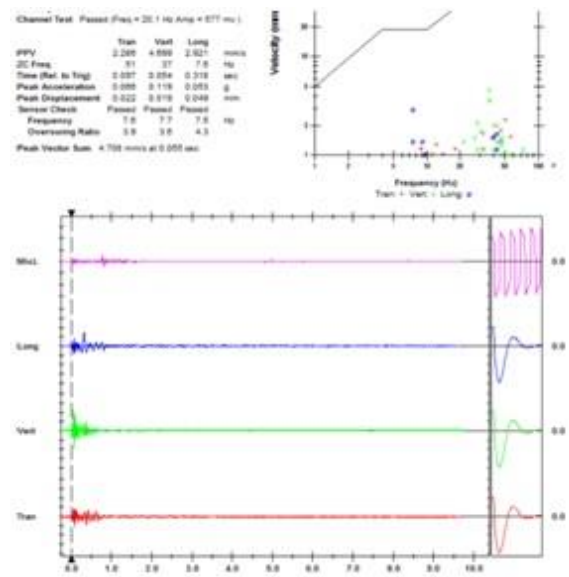 Channel Test Passed (Freq = 20.1 Hz Amp = 577 mv )
Tran Vert Long
PPV 2.286 4.699 2.921 mm/s
ZC Freq 51 37 7.6 Hz
Time (Rel. to Trig) 0.097 0.054 0.318 sec
Peak Acceleration 0.066 0.119 0.053 g
Peak Displacement 0.022 0.019 0.049 mm
Sensor Check Passed Passed Passed
Frequency 7.6 7.7 7.5 Hz
Overswing Ratio 3.9 3.6 4.3
Peak Vector Sum 4.798 mm/s at 0.055 sec
Velocity (mm
Frequency (Hz)
Tran: + Vert: Long: ø
MicL
Long
Vert
Tran
0.0
0.0
0.0
0.0
0.0 1.0 2.0 3.0 4.0 5.0 6.0 7.0 8.0 9.0 10.0